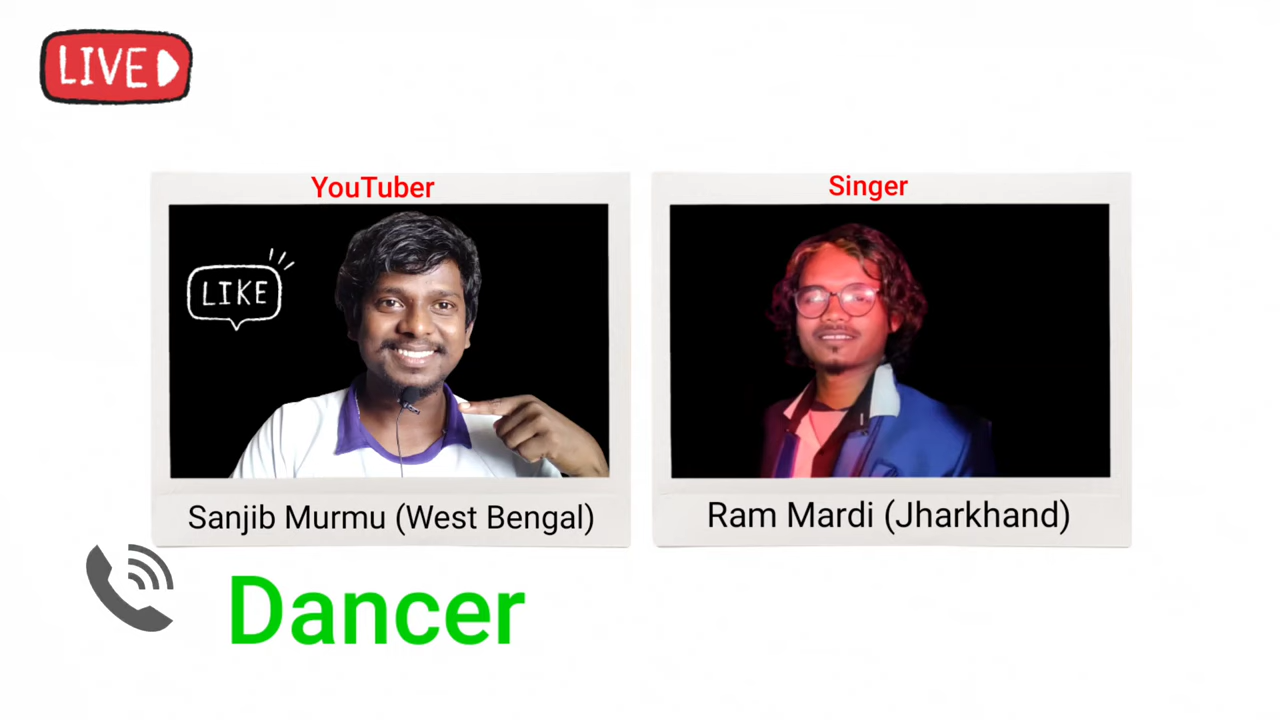 LIVE
YouTuber
Singer
LIKE
Sanjib Murmu (West Bengal)
Ram Mardi (Jharkhand)
Dancer